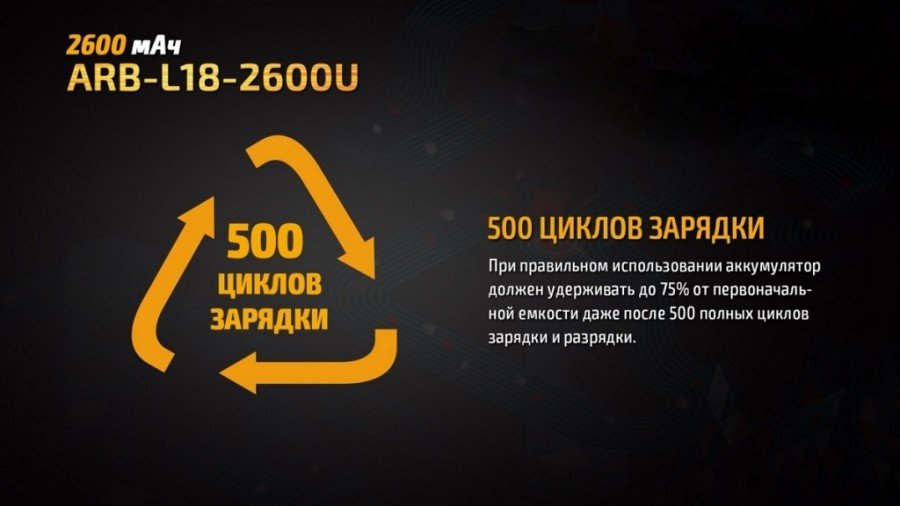 2600 мАч
ARB-L18-2600U
500
ЦИКЛОВ
ЗАРЯДКИ
500 ЦИКЛОВ ЗАРЯДКИ
При правильном использовании аккумулятор
должен удерживать до 75% от первоначаль-
ной емкости даже после 500 полных циклов
зарядки и разрядки.